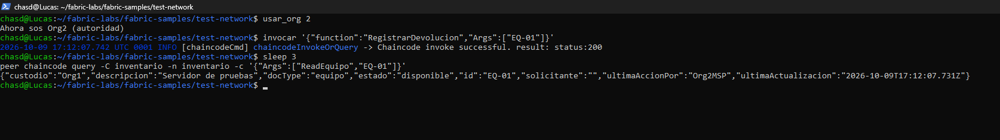 chasd@Lucas: ~/fabric-labs/fabric-samples/test-network
chasd@Lucas:~/fabric-labs/fabric-samples/test-network$ usar_org 2
Ahora sos Org2 (autoridad)
chasd@Lucas:~/fabric-labs/fabric-samples/test-network$ invocar '{"function":"RegistrarDevolucion","Args":["EQ-01"]}'
2026-10-09 17:12:07.742 UTC 0001 INFO [chaincodeCmd] chaincodeInvokeOrQuery -> Chaincode invoke successful. result: status:200
chasd@Lucas:~/fabric-labs/fabric-samples/test-network$ sleep 3
peer chaincode query -C inventario -n inventario -c '{"Args":["ReadEquipo","EQ-01"]}'
{"custodio":"Org1","descripcion":"Servidor de pruebas","docType":"equipo","estado":"disponible","id":"EQ-01","solicitante":"","ultimaAccionPor":"Org2MSP","ultimaActualizacion":"2026-10-09T17:12:07.731Z"}
chasd@Lucas:~/fabric-labs/fabric-samples/test-network$